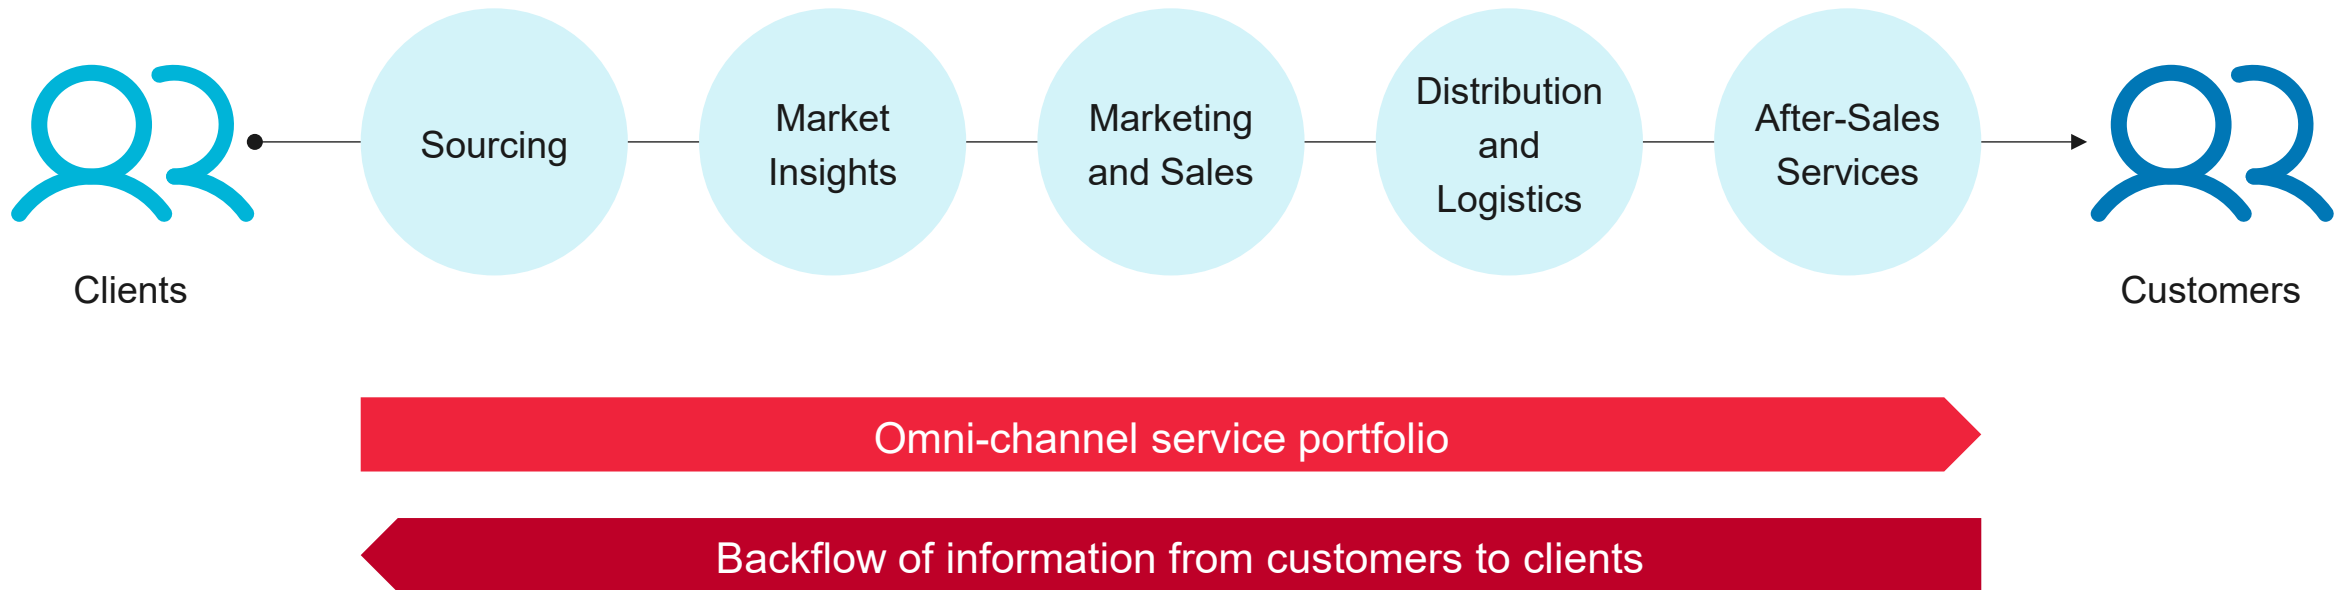 Clients
Sourcing
Market
Insights
Marketing
and Sales
Distribution
and
Logistics
After-Sales
Services
Customers
Omni-channel service portfolio
Backflow of information from customers to clients